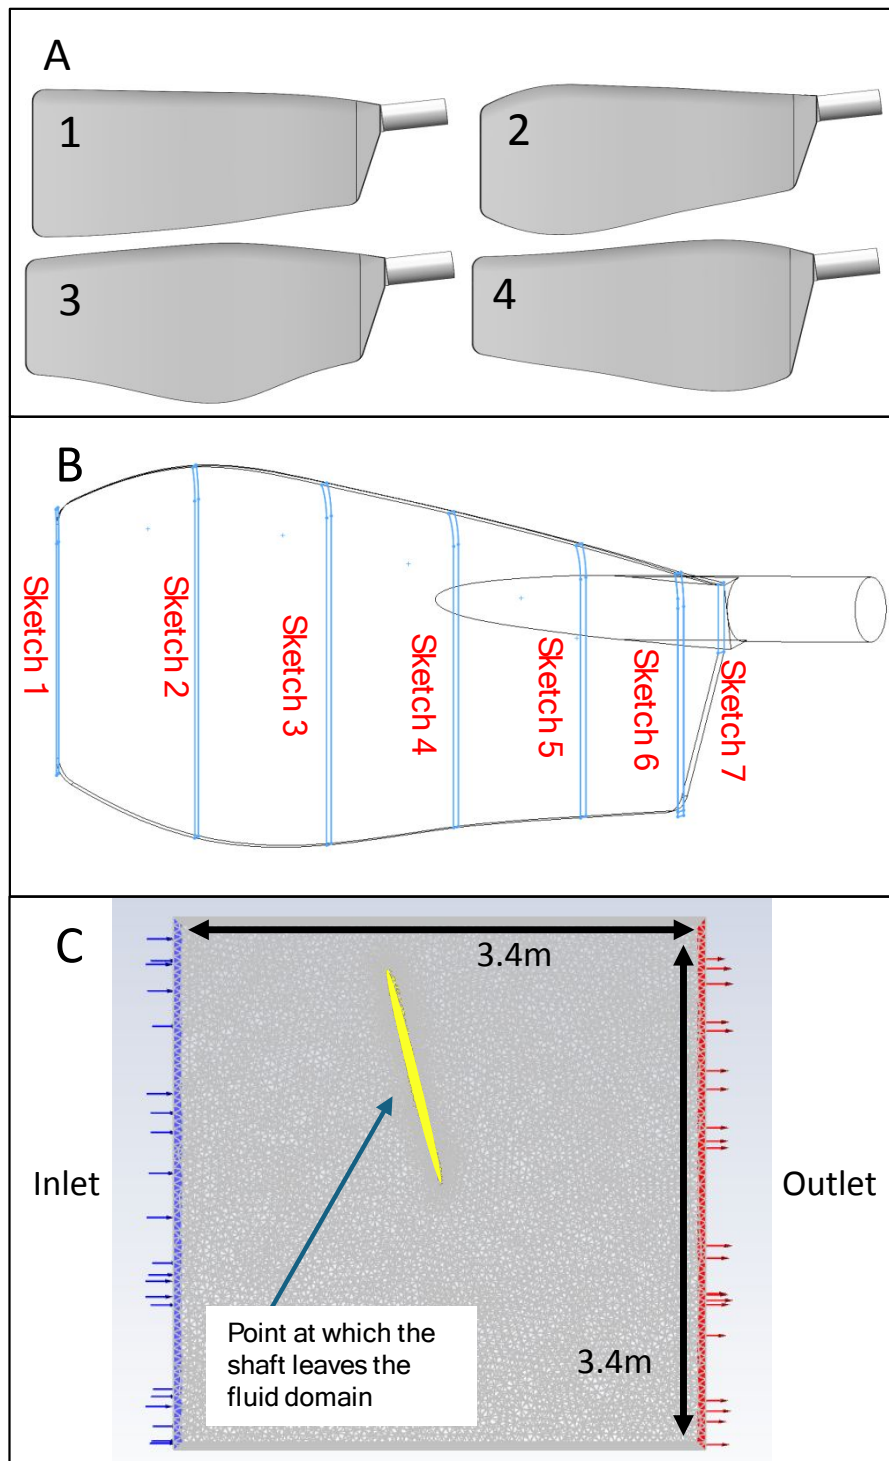 A
1
2
3
4
B
Sketch 1
Sketch 2
Sketch 3
Sketch 4
Sketch 5
Sketch 6
Sketch 7
C
3.4m
Inlet
Outlet
Point at which the
shaft leaves the
fluid domain
3.4m